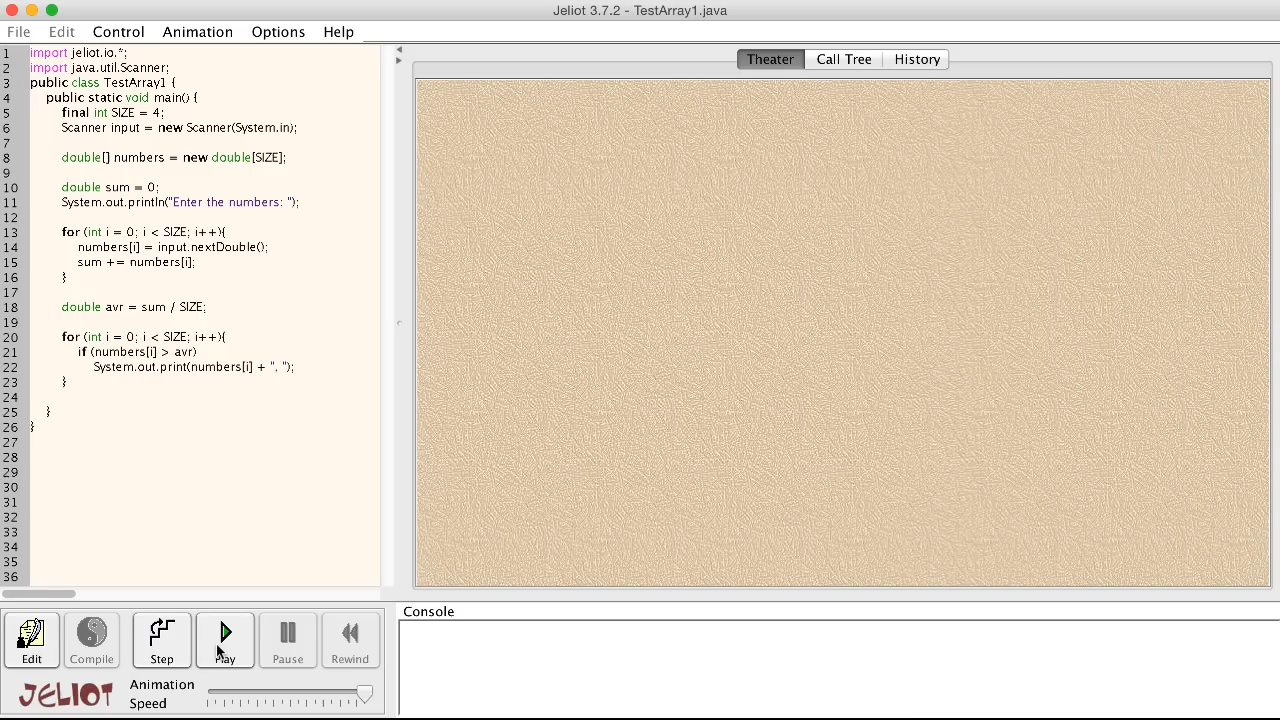 Jeliot 3.7.2 - TestArray1.java
File Edit Control Animation Options Help
Theater Call Tree History
1 import jeliot.io.*;
2 import java.util.Scanner;
3 public class TestArray1 {
4 public static void main() {
5 final int SIZE = 4;
6 Scanner input = new Scanner(System.in);
7
8 double[] numbers = new double[SIZE];
9
10 double sum = 0;
11 System.out.println("Enter the numbers: ");
12
13 for (int i = 0; i < SIZE; i++){
14 numbers[i] = input.nextDouble();
15 sum += numbers[i];
16 }
17
18 double avr = sum / SIZE;
19
20 for (int i = 0; i < SIZE; i++){
21 if (numbers[i] > avr)
22 System.out.print(numbers[i] + ", ");
23 }
24
25 }
26 }
27
28
29
30
31
32
33
34
35
36
Console
Edit Compile Step Play Pause Rewind
JELIOT
Animation
Speed